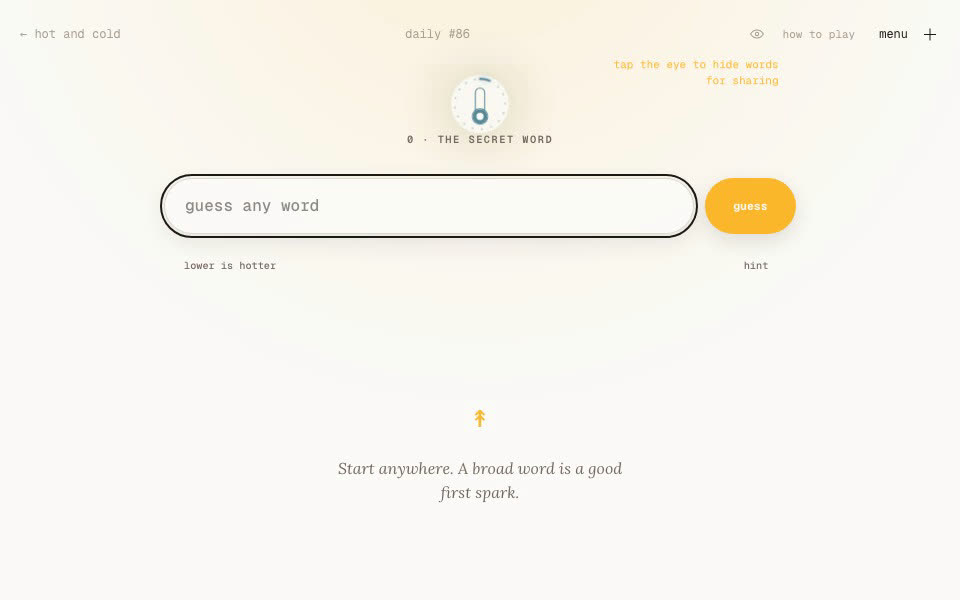 ← hot and cold
daily #86
how to play
menu +
tap the eye to hide words
for sharing
0 · THE SECRET WORD
guess any word
guess
lower is hotter
hint
Start anywhere. A broad word is a good
first spark.